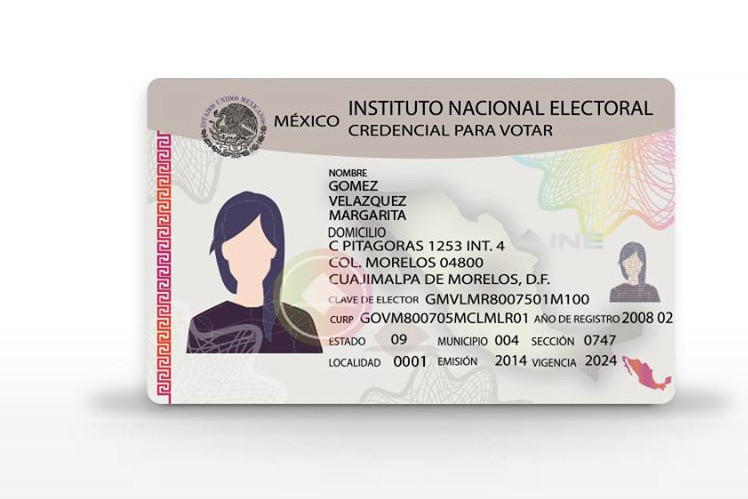 ESTADOS UNIDOS MEXICANOS
MÉXICO INSTITUTO NACIONAL ELECTORAL
CREDENCIAL PARA VOTAR
NOMBRE
GOMEZ
VELAZQUEZ
MARGARITA
DOMICILIO
C PITAGORAS 1253 INT. 4
COL. MORELOS 04800
CUAJIMALPA DE MORELOS, D.F.
INE
CLAVE DE ELECTOR GMVLMR8007501M100
CURP GOVM800705MCLMLR01 AÑO DE REGISTRO 2008 02
ESTADO 09 MUNICIPIO 004 SECCIÓN 0747
LOCALIDAD 0001 EMISIÓN 2014 VIGENCIA 2024